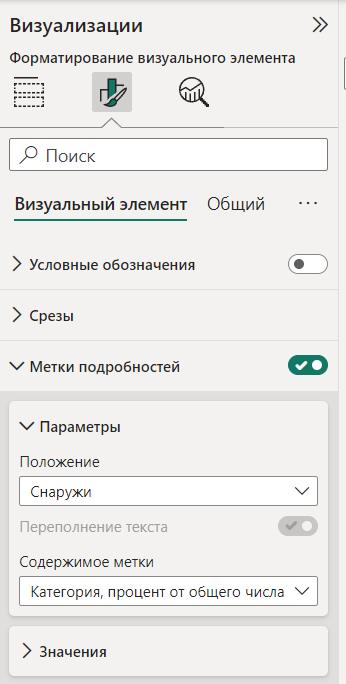 Визуализации
Форматирование визуального элемента
Поиск
Визуальный элемент Общий ...
Условные обозначения
Срезы
Метки подробностей
Параметры
Положение
Снаружи
Переполнение текста
Содержимое метки
Категория, процент от общего числа
Значения